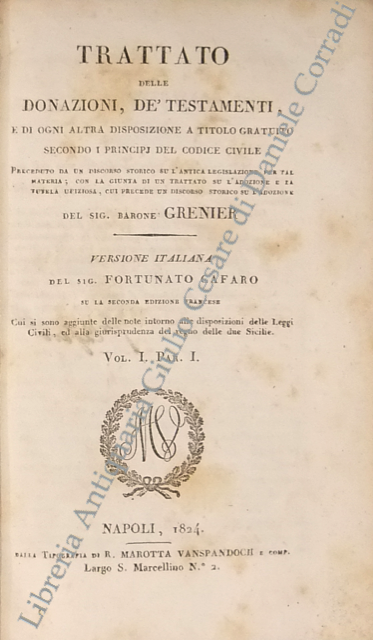 TRATTATO
DELLE
DONAZIONI, DE' TESTAMENTI,
E DI OGNI ALTRA DISPOSIZIONE A TITOLO GRATUITO
SECONDO I PRINCIPJ DEL CODICE CIVILE
PRECEDUTO DA UN DISCORSO STORICO SU L'ANTICA LEGISLAZIONE PER TAL
MATERIA; CON LA GIUNTA DI UN TRATTATO SU L'ADOZIONE E LA
TUTELA UFIZIOSA, CUI PRECEDE UN DISCORSO STORICO SU L'ADOZIONE
DEL SIG. BARONE GRENIER
VERSIONE ITALIANA
DEL SIG. FORTUNATO CAFARO
SU LA SECONDA EDIZIONE FRANCESE
Cui si sono aggiunte delle note intorno alle disposizioni delle Leggi
Civili, ed alla giurisprudenza del regno delle due Sicilie.
VOL. I. PAR. I.
NAPOLI, 1824.
DALLA TIPOGRAFIA DI R. MAROTTA VANSPANDOCH E COMP.
Largo S. Marcellino N.° 2.
Libreria Antiquaria Giulio Cesare di Daniele Corradi